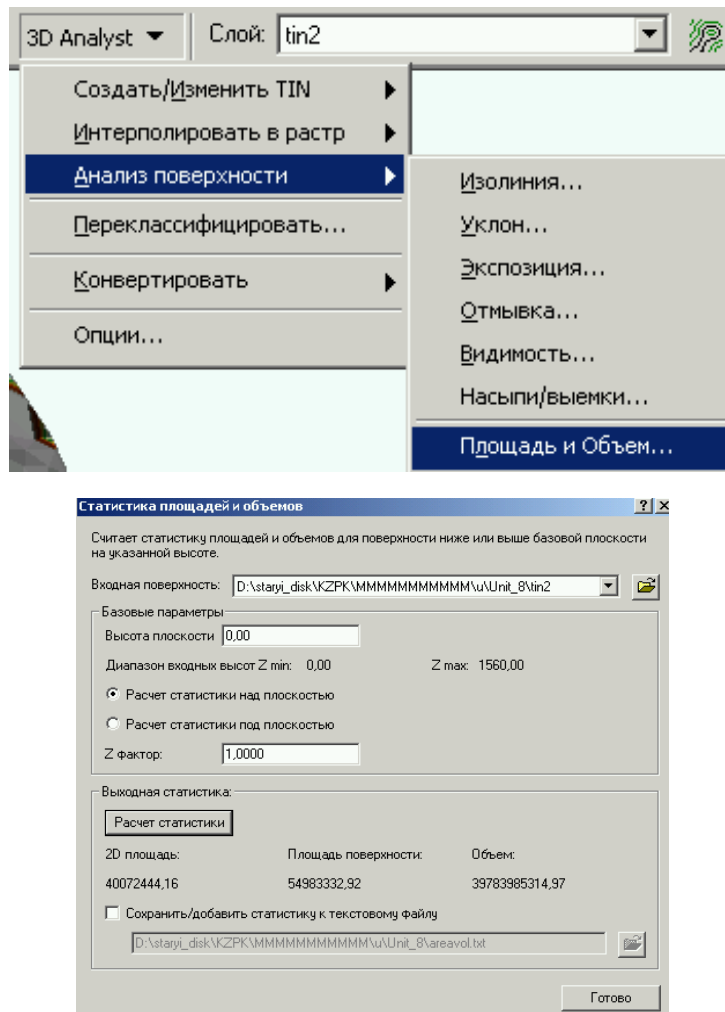 3D Analyst Слой: tin2
Создать/Изменить TIN
Интерполировать в растр
Анализ поверхности
Переклассифицировать...
Конвертировать
Опции...
Изолиния...
Уклон...
Экспозиция...
Отмывка...
Видимость...
Насыпи/выемки...
Площадь и Объем...
Статистика площадей и объемов
Считает статистику площадей и объемов для поверхности ниже или выше базовой плоскости
на указанной высоте.
Входная поверхность: D:\staryi_disk\KZPK\MMMMMMMMMMM\u\Unit_8\tin2
Базовые параметры
Высота плоскости 0,00
Диапазон входных высот Z min: 0,00 Z max: 1560,00
Расчет статистики над плоскостью
Расчет статистики под плоскостью
Z фактор: 1,0000
Выходная статистика:
Расчет статистики
2D площадь: Площадь поверхности: Объем:
40072444,16 54983332,92 39783985314,97
Сохранить/добавить статистику к текстовому файлу
D:\staryi_disk\KZPK\MMMMMMMMMMM\u\Unit_8\areavol.txt
Готово